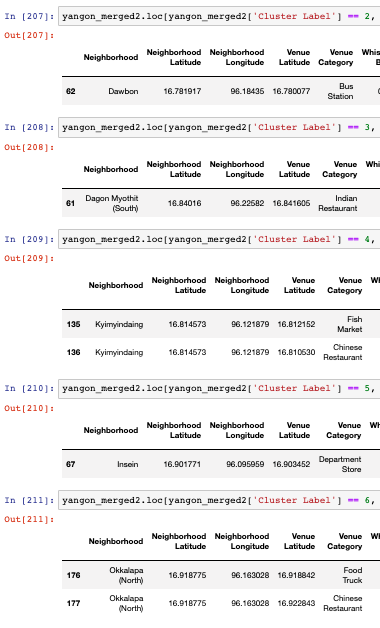 In [207]: yangon_merged2.loc[yangon_merged2['Cluster Label'] == 2,
Out[207]:
Neighborhood Neighborhood Latitude Neighborhood Longitude Venue Latitude Venue Category Whis B
62 Dawbon 16.781917 96.18435 16.780077 Bus Station
In [208]: yangon_merged2.loc[yangon_merged2['Cluster Label'] == 3,
Out[208]:
Neighborhood Neighborhood Latitude Neighborhood Longitude Venue Latitude Venue Category Whi
61 Dagon Myothit (South) 16.84016 96.22582 16.841605 Indian Restaurant
In [209]: yangon_merged2.loc[yangon_merged2['Cluster Label'] == 4,
Out[209]:
Neighborhood Neighborhood Latitude Neighborhood Longitude Venue Latitude Venue Category Wh
135 Kyimyindaing 16.814573 96.121879 16.812152 Fish Market
136 Kyimyindaing 16.814573 96.121879 16.810530 Chinese Restaurant
In [210]: yangon_merged2.loc[yangon_merged2['Cluster Label'] == 5,
Out[210]:
Neighborhood Neighborhood Latitude Neighborhood Longitude Venue Latitude Venue Category Wh
67 Insein 16.901771 96.095959 16.903452 Department Store
In [211]: yangon_merged2.loc[yangon_merged2['Cluster Label'] == 6,
Out[211]:
Neighborhood Neighborhood Latitude Neighborhood Longitude Venue Latitude Venue Category Wh
176 Okkalapa (North) 16.918775 96.163028 16.918842 Food Truck
177 Okkalapa (North) 16.918775 96.163028 16.922843 Chinese Restaurant